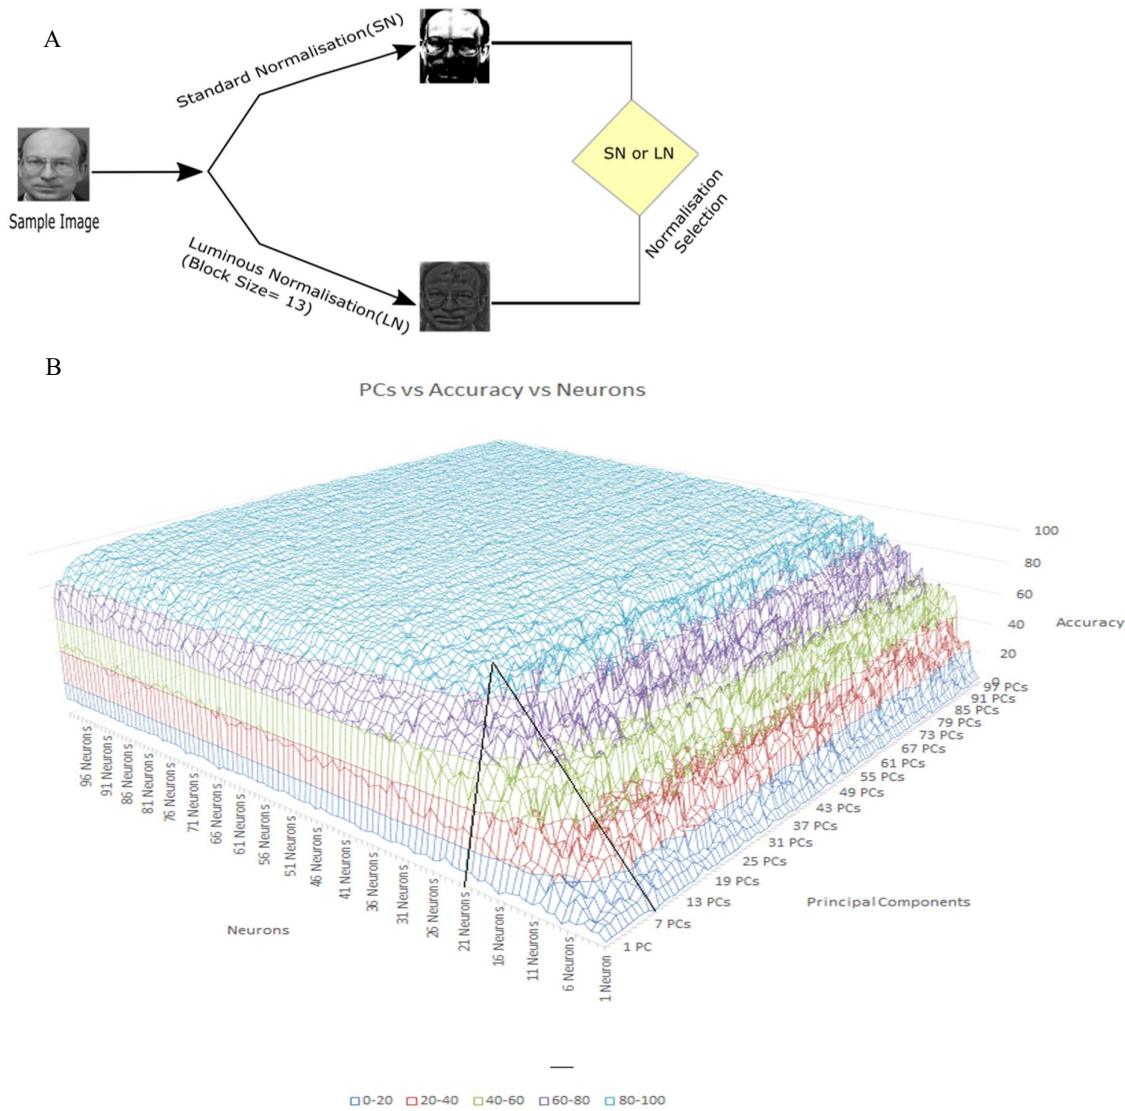 A
Standard Normalisation(SN)
Sample Image
SN or LN
Normalisation
Selection
Luminous Normalisation(LN)
(Block Size= 13)
B
PCs vs Accuracy vs Neurons
100
80
60
40
20
0
Accuracy
97 PCs
91 PCs
85 PCs
79 PCs
73 PCs
67 PCs
61 PCs
55 PCs
49 PCs
43 PCs
37 PCs
31 PCs
25 PCs
19 PCs
13 PCs
7 PCs
1 PC
Principal Components
96 Neurons
91 Neurons
86 Neurons
81 Neurons
76 Neurons
71 Neurons
66 Neurons
61 Neurons
56 Neurons
51 Neurons
46 Neurons
41 Neurons
36 Neurons
31 Neurons
26 Neurons
21 Neurons
16 Neurons
11 Neurons
6 Neurons
1 Neuron
Neurons
0-20 20-40 40-60 60-80 80-100